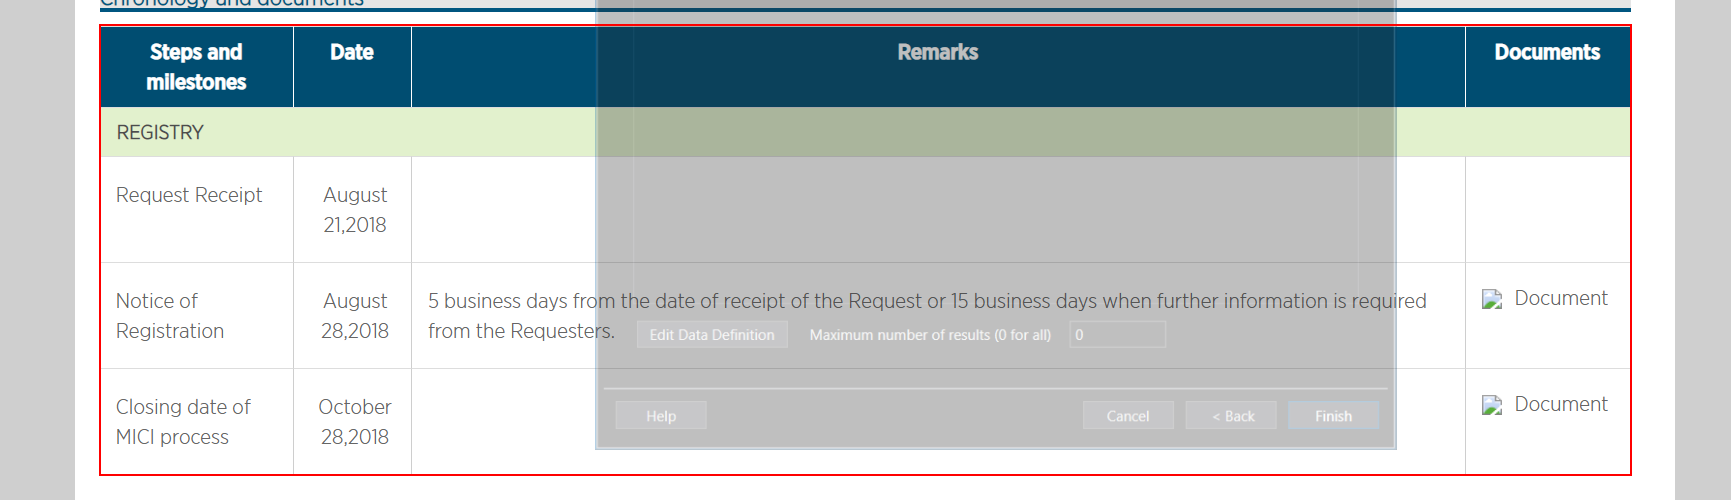 Chronology and documents
Steps and milestones
Date
Remarks
Documents
REGISTRY
Request Receipt
August 21,2018
Notice of Registration
August 28,2018
5 business days from the date of receipt of the Request or 15 business days when further information is required
from the Requesters.
Document
Edit Data Definition
Maximum number of results (0 for all)
0
Closing date of MICI process
October 28,2018
Document
Help
Cancel
< Back
Finish